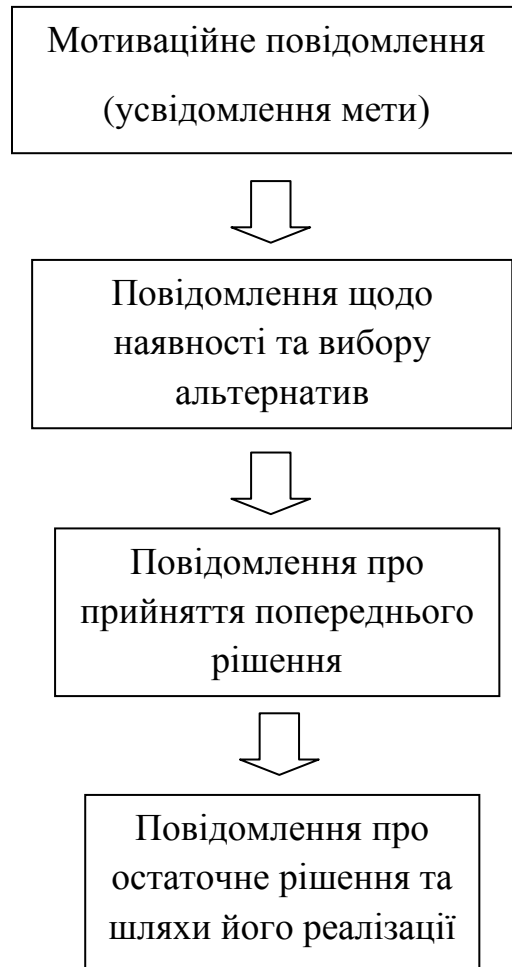 Мотиваційне повідомлення
(усвідомлення мети)
Повідомлення щодо
наявності та вибору
альтернатив
Повідомлення про
прийняття попереднього
рішення
Повідомлення про
остаточне рішення та
шляхи його реалізації